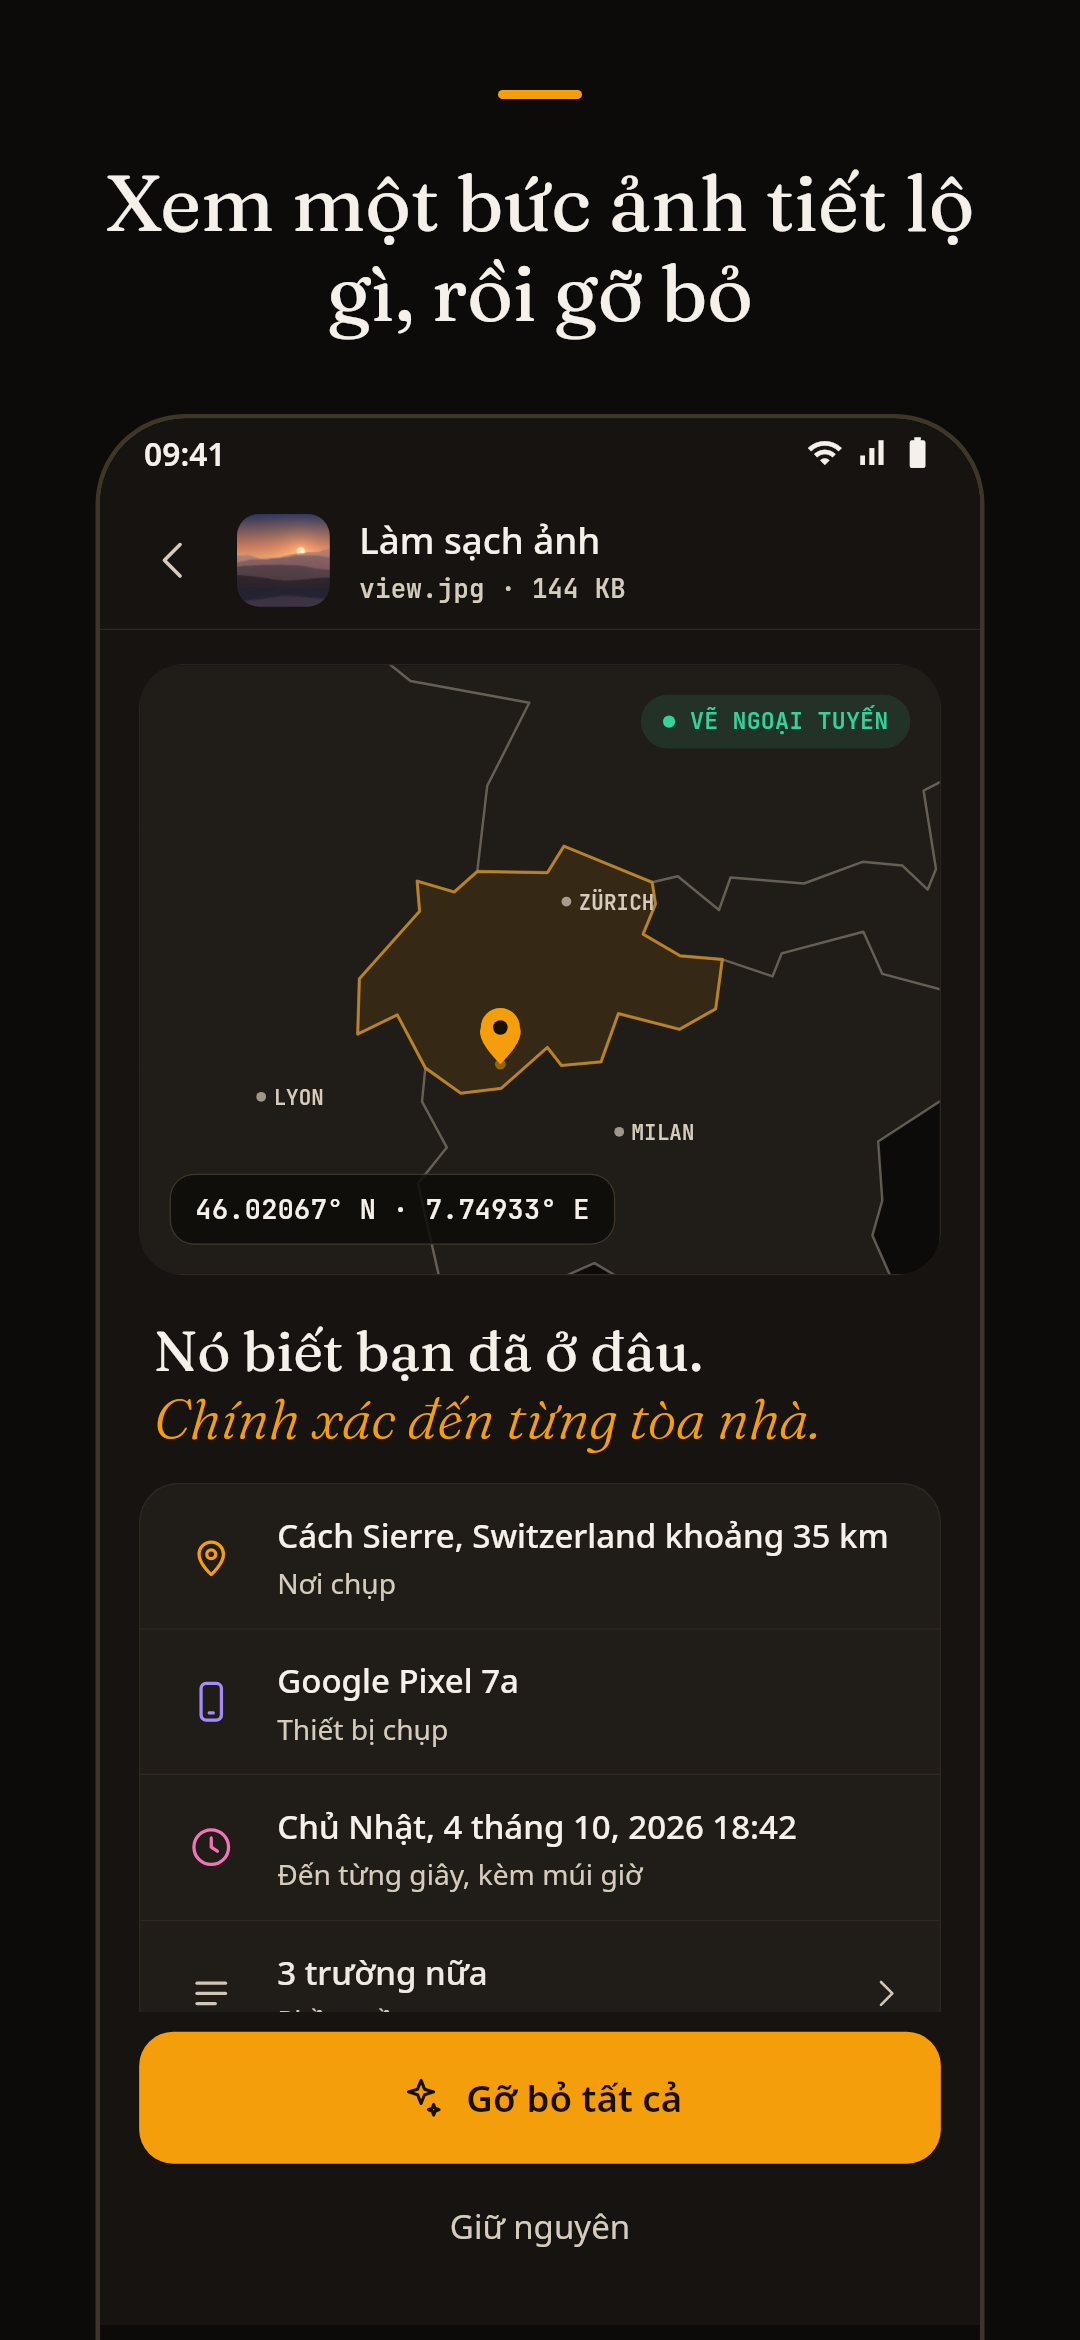 Xem một bức ảnh tiết lộ
gì, rồi gỡ bỏ
09:41
Làm sạch ảnh
view.jpg · 144 KB
VẼ NGOẠI TUYẾN
ZÜRICH
LYON
MILAN
46.02067° N · 7.74933° E
Nó biết bạn đã ở đâu.
Chính xác đến từng tòa nhà.
Cách Sierre, Switzerland khoảng 35 km
Nơi chụp
Google Pixel 7a
Thiết bị chụp
Chủ Nhật, 4 tháng 10, 2026 18:42
Đến từng giây, kèm múi giờ
3 trường nữa
Gỡ bỏ tất cả
Giữ nguyên